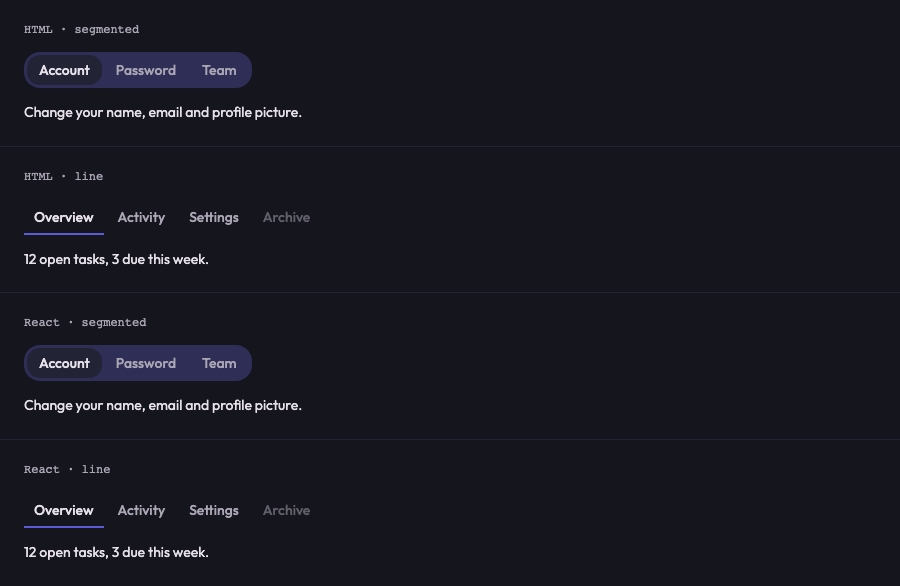 HTML • segmented
Account Password Team
Change your name, email and profile picture.
HTML • line
Overview Activity Settings Archive
12 open tasks, 3 due this week.
React • segmented
Account Password Team
Change your name, email and profile picture.
React • line
Overview Activity Settings Archive
12 open tasks, 3 due this week.